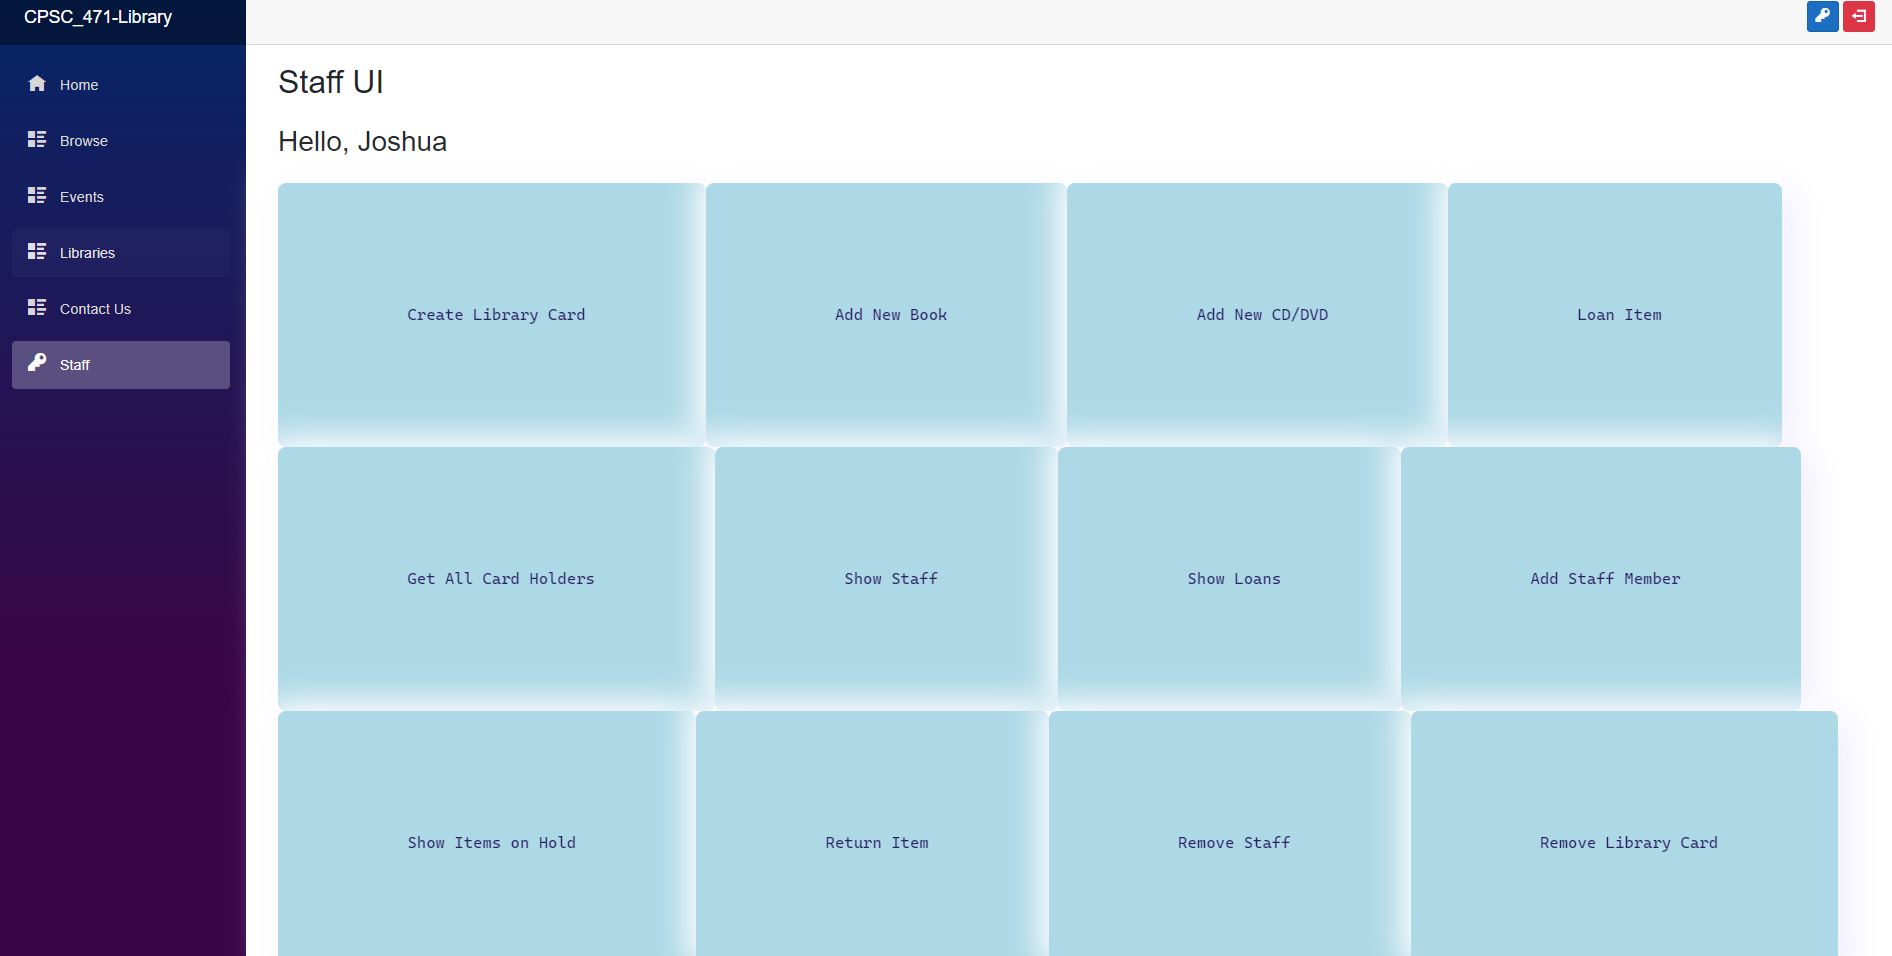 CPSC_471-Library
Home
Browse
Events
Libraries
Contact Us
Staff
Staff UI
Hello, Joshua
Create Library Card
Add New Book
Add New CD/DVD
Loan Item
Get All Card Holders
Show Staff
Show Loans
Add Staff Member
Show Items on Hold
Return Item
Remove Staff
Remove Library Card